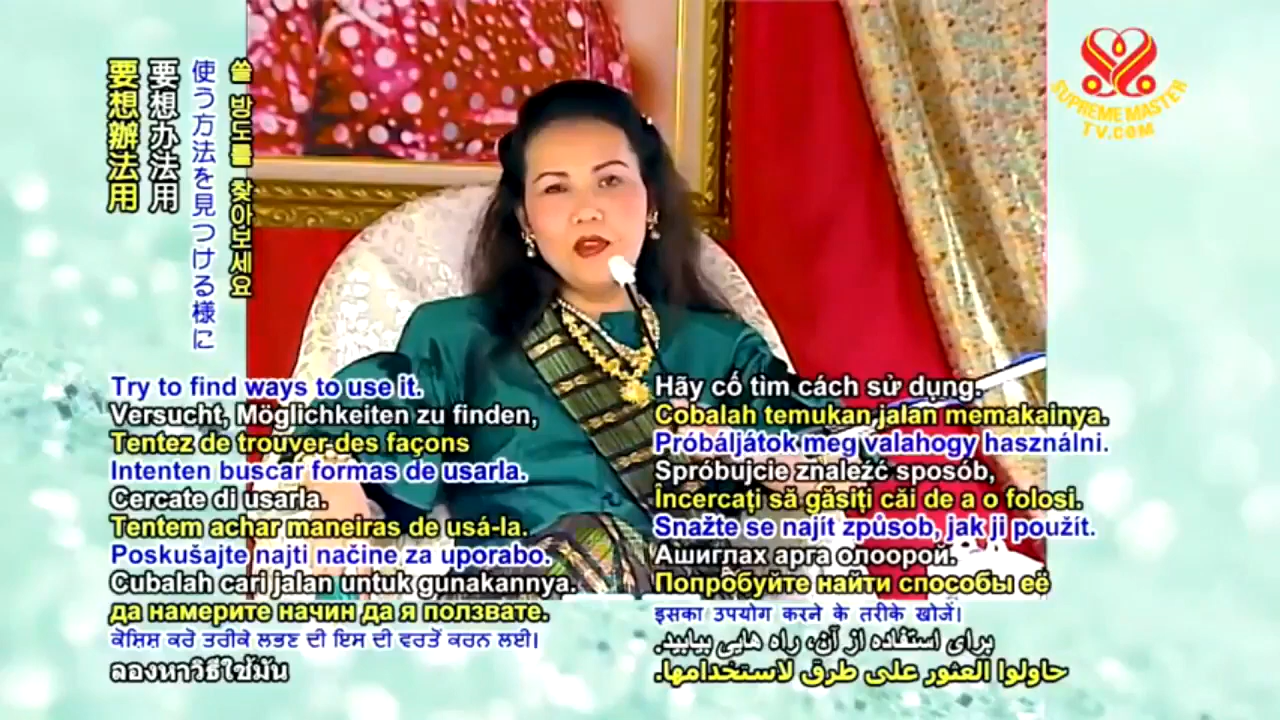 要想辦法用
要想办法用
使う方法を見つける様に
쓸 방도를 찾아보세요
SUPREME MASTER
TV.COM
Try to find ways to use it.
Versucht, Möglichkeiten zu finden,
Tentez de trouver des façons
Intenten buscar formas de usarla.
Cercate di usarla.
Tentem achar maneiras de usá-la.
Poskušajte najti načine za uporabo.
Cubalah cari jalan untuk gunakannya.
да намерите начин да я ползвате.
ਕੋਸ਼ਿਸ਼ ਕਰੋ ਤਰੀਕੇ ਲਭਣ ਦੀ ਇਸ ਦੀ ਵਰਤੋਂ ਕਰਨ ਲਈ।
ลองหาวิธีใช้มัน
Hãy cố tìm cách sử dụng.
Cobalah temukan jalan memakainya.
Próbáljátok meg valahogy használni.
Spróbujcie znaleźć sposób,
Încercați să găsiți căi de a o folosi.
Snažte se najít způsob, jak ji použít.
Ашиглах арга олоорой.
Попробуйте найти способы её
इसका उपयोग करने के तरीके खोजें।
برای استفاده از آن، راه هایی بیابید.
حاولوا العثور على طرق لاستخدامها.